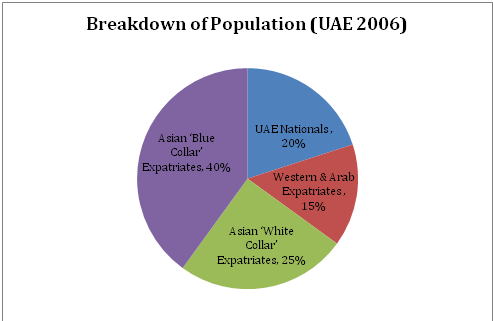 Breakdown of Population (UAE 2006)
UAE Nationals ,
20%
Western & Arab
Expatriates ,
15%
Asian ‘White
Collar’
Expatriates, 25%
Asian ‘Blue
Collar’
Expatriates, 40%